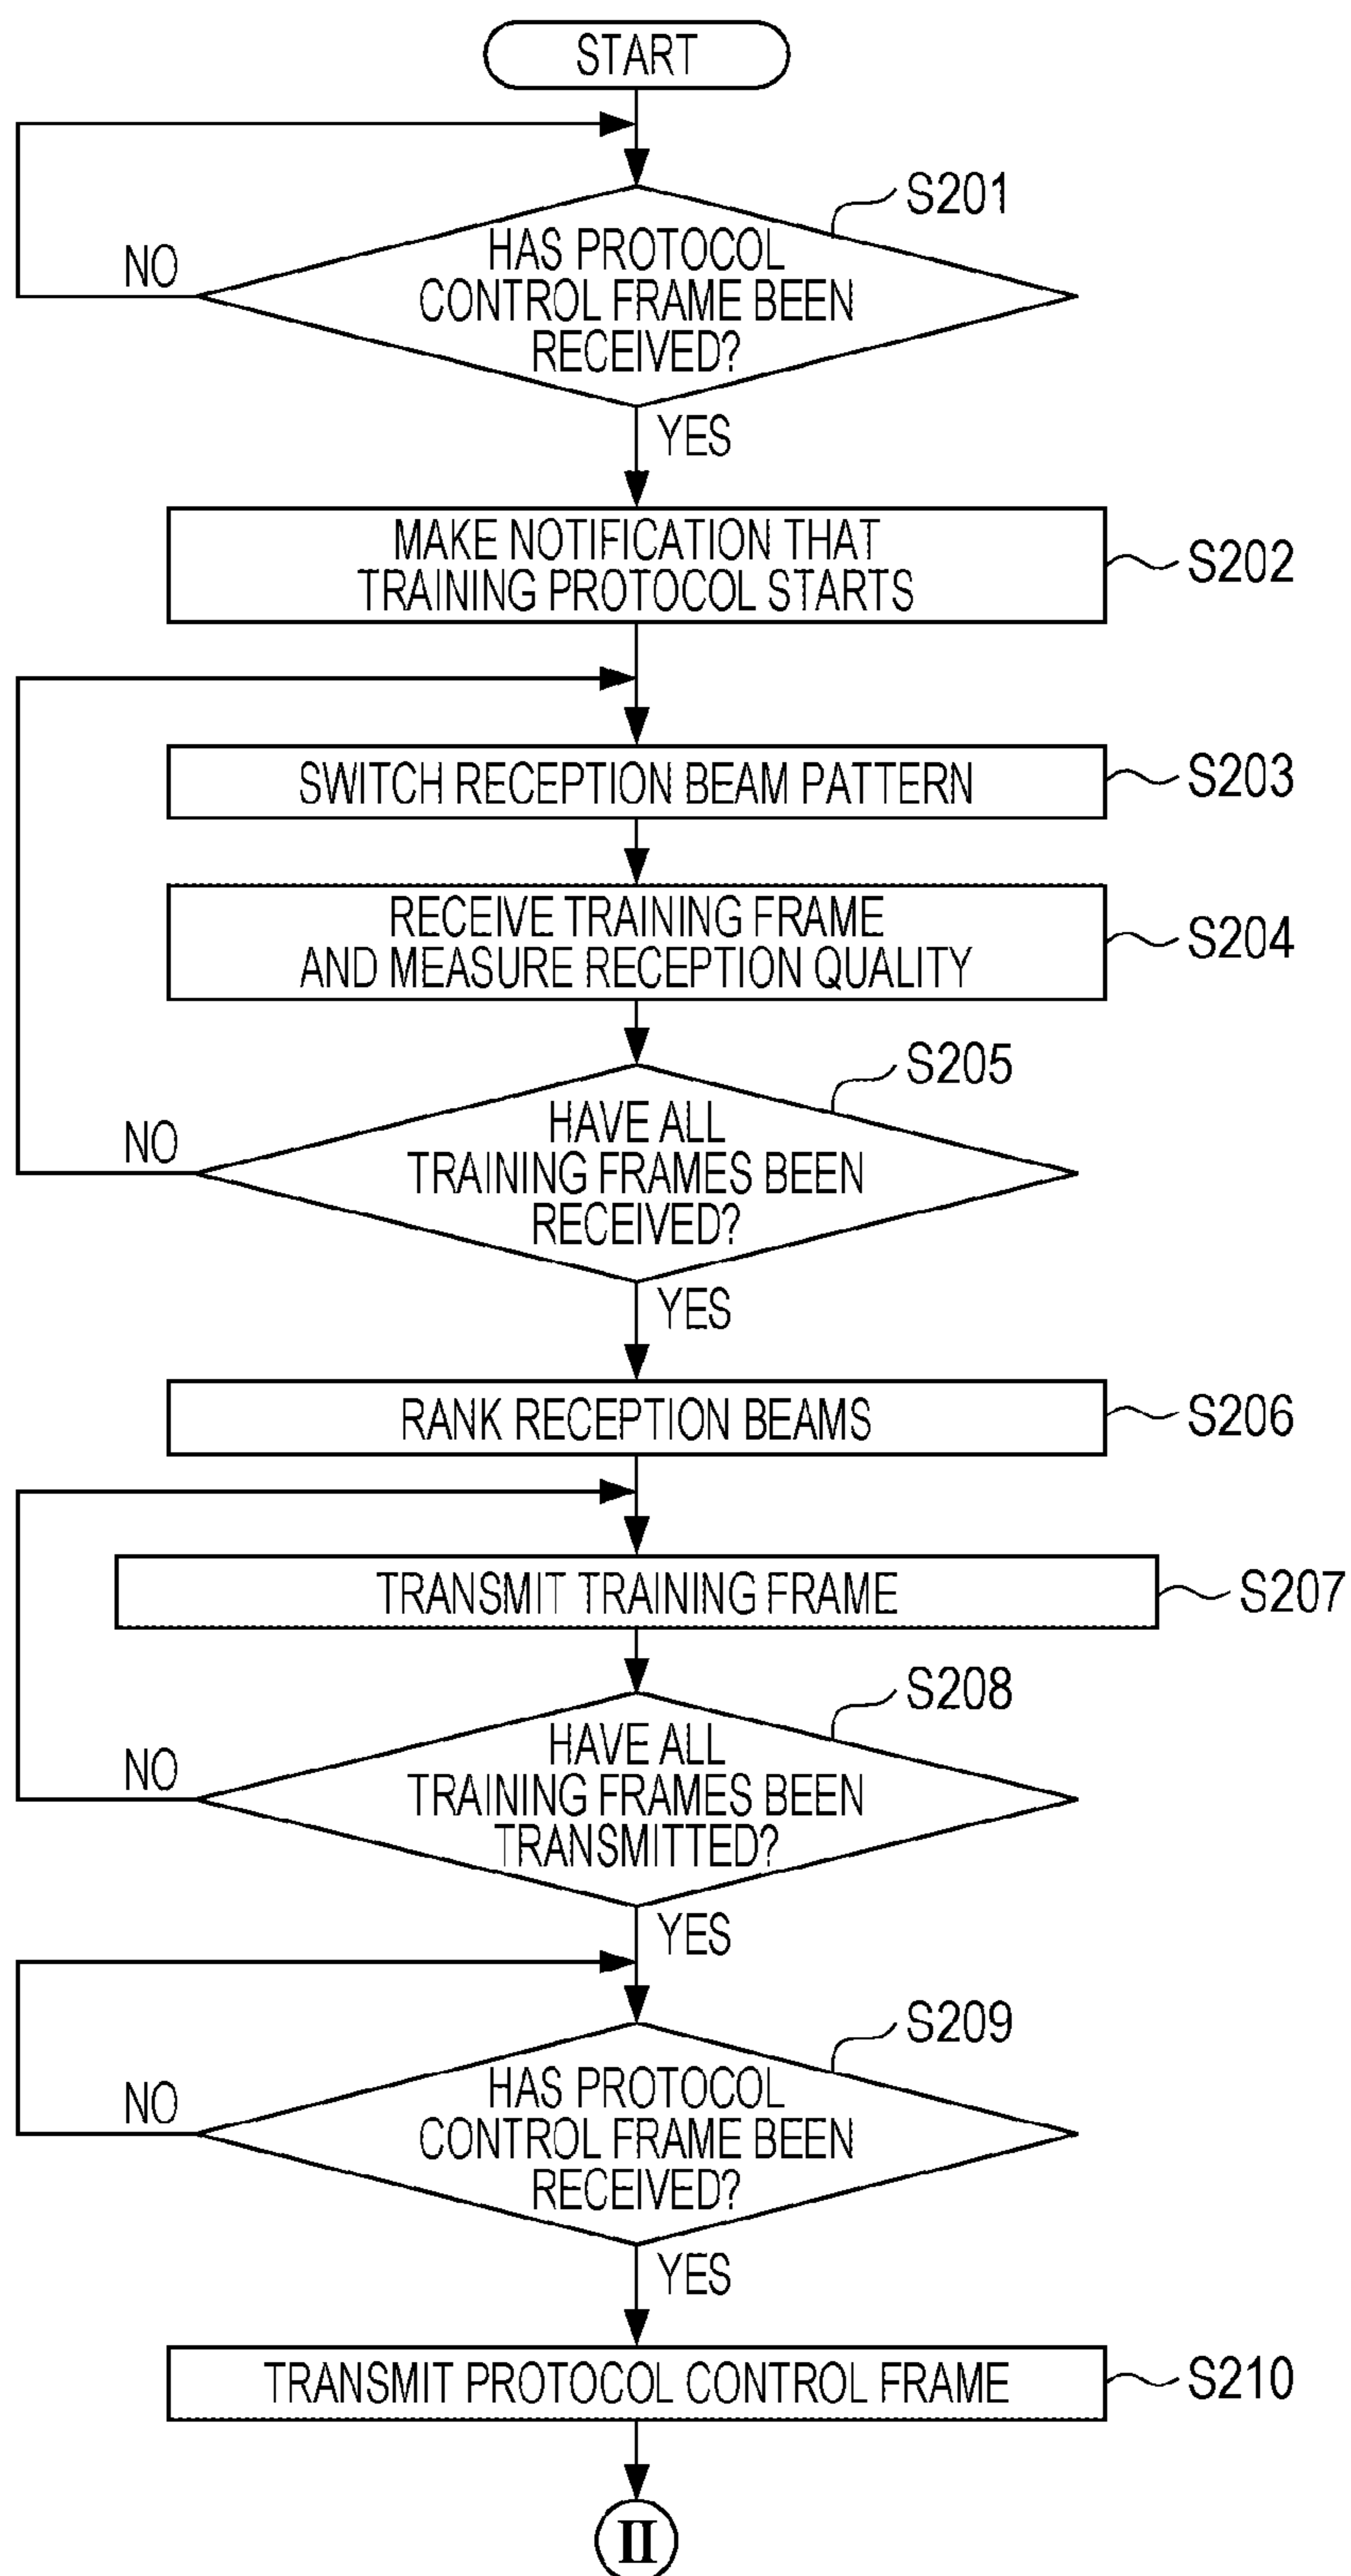 START
S201
HAS PROTOCOL
CONTROL FRAME BEEN
RECEIVED?
NO
YES
MAKE NOTIFICATION THAT
TRAINING PROTOCOL STARTS
S202
SWITCH RECEPTION BEAM PATTERN
S203
RECEIVE TRAINING FRAME
AND MEASURE RECEPTION QUALITY
S204
S205
HAVE ALL
TRAINING FRAMES BEEN
RECEIVED?
NO
YES
RANK RECEPTION BEAMS
S206
TRANSMIT TRAINING FRAME
S207
S208
HAVE ALL
TRAINING FRAMES BEEN
TRANSMITTED?
NO
YES
S209
HAS PROTOCOL
CONTROL FRAME BEEN
RECEIVED?
NO
YES
TRANSMIT PROTOCOL CONTROL FRAME
S210
II